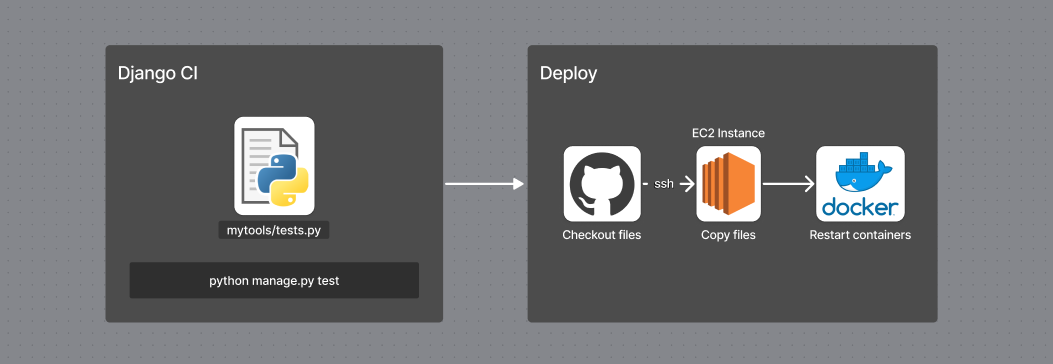 Django CI
mytools/tests.py
python manage.py test
Deploy
EC2 Instance
ssh
docker
Checkout files
Copy files
Restart containers